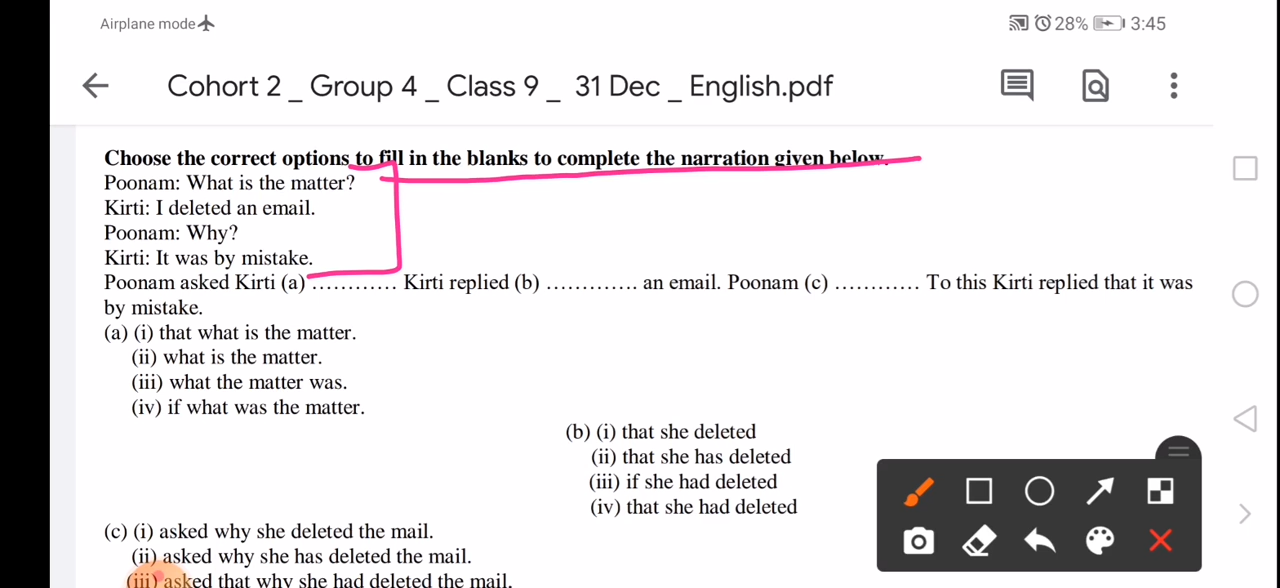 Airplane mode 28% 3:45
Cohort 2 _ Group 4 _ Class 9 _ 31 Dec _ English.pdf
Choose the correct options to fill in the blanks to complete the narration given below.
Poonam: What is the matter?
Kirti: I deleted an email.
Poonam: Why?
Kirti: It was by mistake.
Poonam asked Kirti (a) ………… Kirti replied (b) …………. an email. Poonam (c) ………… To this Kirti replied that it was
by mistake.
(a) (i) that what is the matter.
(ii) what is the matter.
(iii) what the matter was.
(iv) if what was the matter.
(b) (i) that she deleted
(ii) that she has deleted
(iii) if she had deleted
(iv) that she had deleted
(c) (i) asked why she deleted the mail.
(ii) asked why she has deleted the mail.
(iii) asked that why she had deleted the mail.